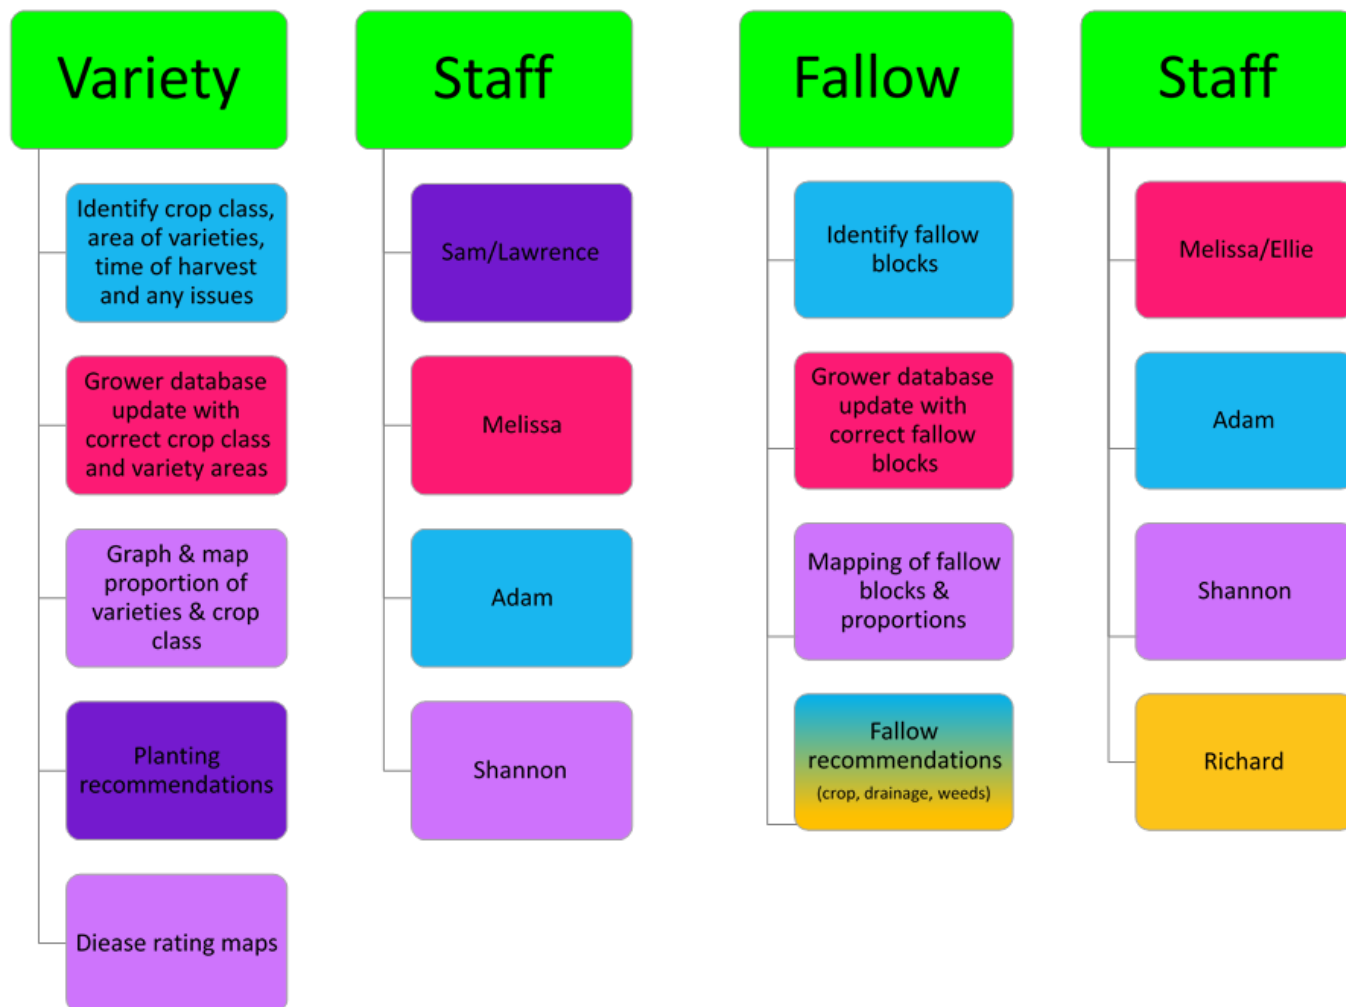 Variety
Identify crop class,
area of varieties,
time of harvest
and any issues
Grower database
update with
correct crop class
and variety areas
Graph & map
proportion of
varieties & crop
class
Planting
recommendations
Diease rating maps
Staff
Sam/Lawrence
Melissa
Adam
Shannon
Fallow
Identify fallow
blocks
Grower database
update with
correct fallow
blocks
Mapping of fallow
blocks &
proportions
Fallow
recommendations
(crop, drainage, weeds)
Staff
Melissa/Ellie
Adam
Shannon
Richard